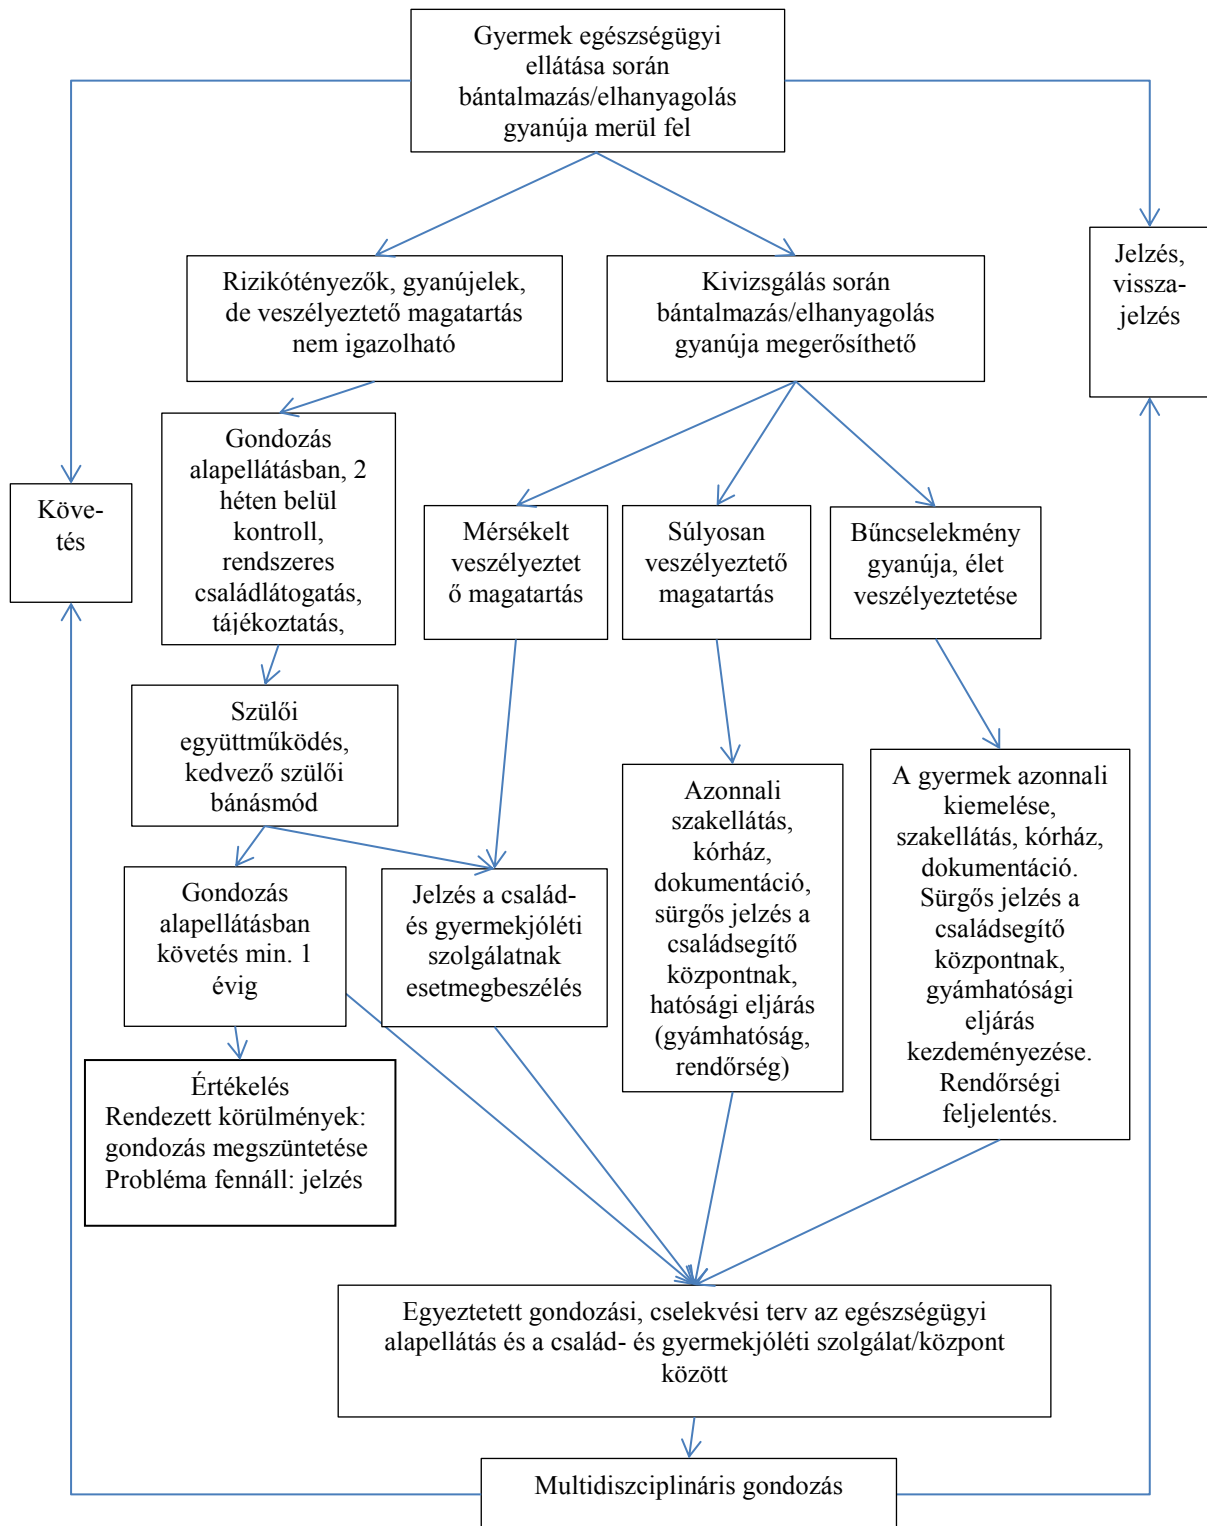 Gyermek egészségügyi
ellátása során
bántalmazás/elhanyagolás
gyanúja merül fel
Jelzés,
vissza-
jelzés
Rizikótényezők, gyanújelek,
de veszélyeztető magatartás
nem igazolható
Kivizsgálás során
bántalmazás/elhanyagolás
gyanúja megerősíthető
Köve-
tés
Gondozás
alapellátásban, 2
héten belül
kontroll,
rendszeres
családlátogatás,
tájékoztatás,
Mérsékelt
veszélyeztet
ő magatartás
Súlyosan
veszélyeztető
magatartás
Bűncselekmény
gyanúja, élet
veszélyeztetése
Szülői
együttműködés,
kedvező szülői
bánásmód
Gondozás
alapellátásban
követés min. 1
évig
Jelzés a család-
és gyermekjóléti
szolgálatnak
esetmegbeszélés
Azonnali
szakellátás,
kórház,
dokumentáció,
sürgős jelzés a
családsegítő
központnak,
hatósági eljárás
(gyámhatóság,
rendőrség)
A gyermek azonnali
kiemelése,
szakellátás, kórház,
dokumentáció.
Sürgős jelzés a
családsegítő
központnak,
gyámhatósági
eljárás
kezdeményezése.
Rendőrségi
feljelentés.
Értékelés
Rendezett körülmények:
gondozás megszüntetése
Probléma fennáll: jelzés
Egyeztetett gondozási, cselekvési terv az egészségügyi
alapellátás és a család- és gyermekjóléti szolgálat/központ
között
Multidiszciplináris gondozás